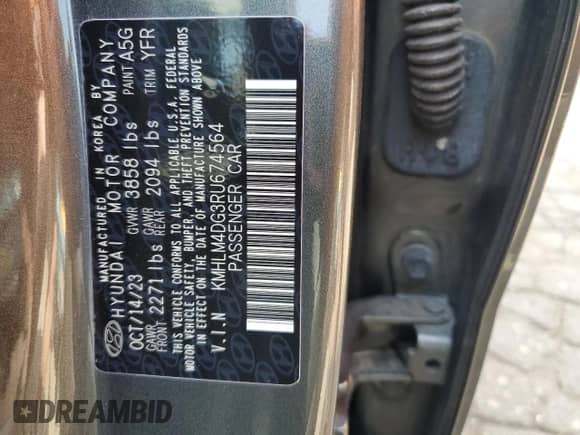 MANUFACTURED IN KOREA BY
HYUNDAI MOTOR COMPANY
OCT/14/23 GVWR 3858 lbs PAINT A5G
GAWR FRONT 2271 lbs GAWR REAR 2094 lbs TRIM YFR
THIS VEHICLE CONFORMS TO ALL APPLICABLE U.S.A. FEDERAL
MOTOR VEHICLE SAFETY, BUMPER, AND THEFT PREVENTION STANDARDS
IN EFFECT ON THE DATE OF MANUFACTURE SHOWN ABOVE
V.I.N KMHLM4DG3RU674564
PASSENGER CAR
DREAMBID